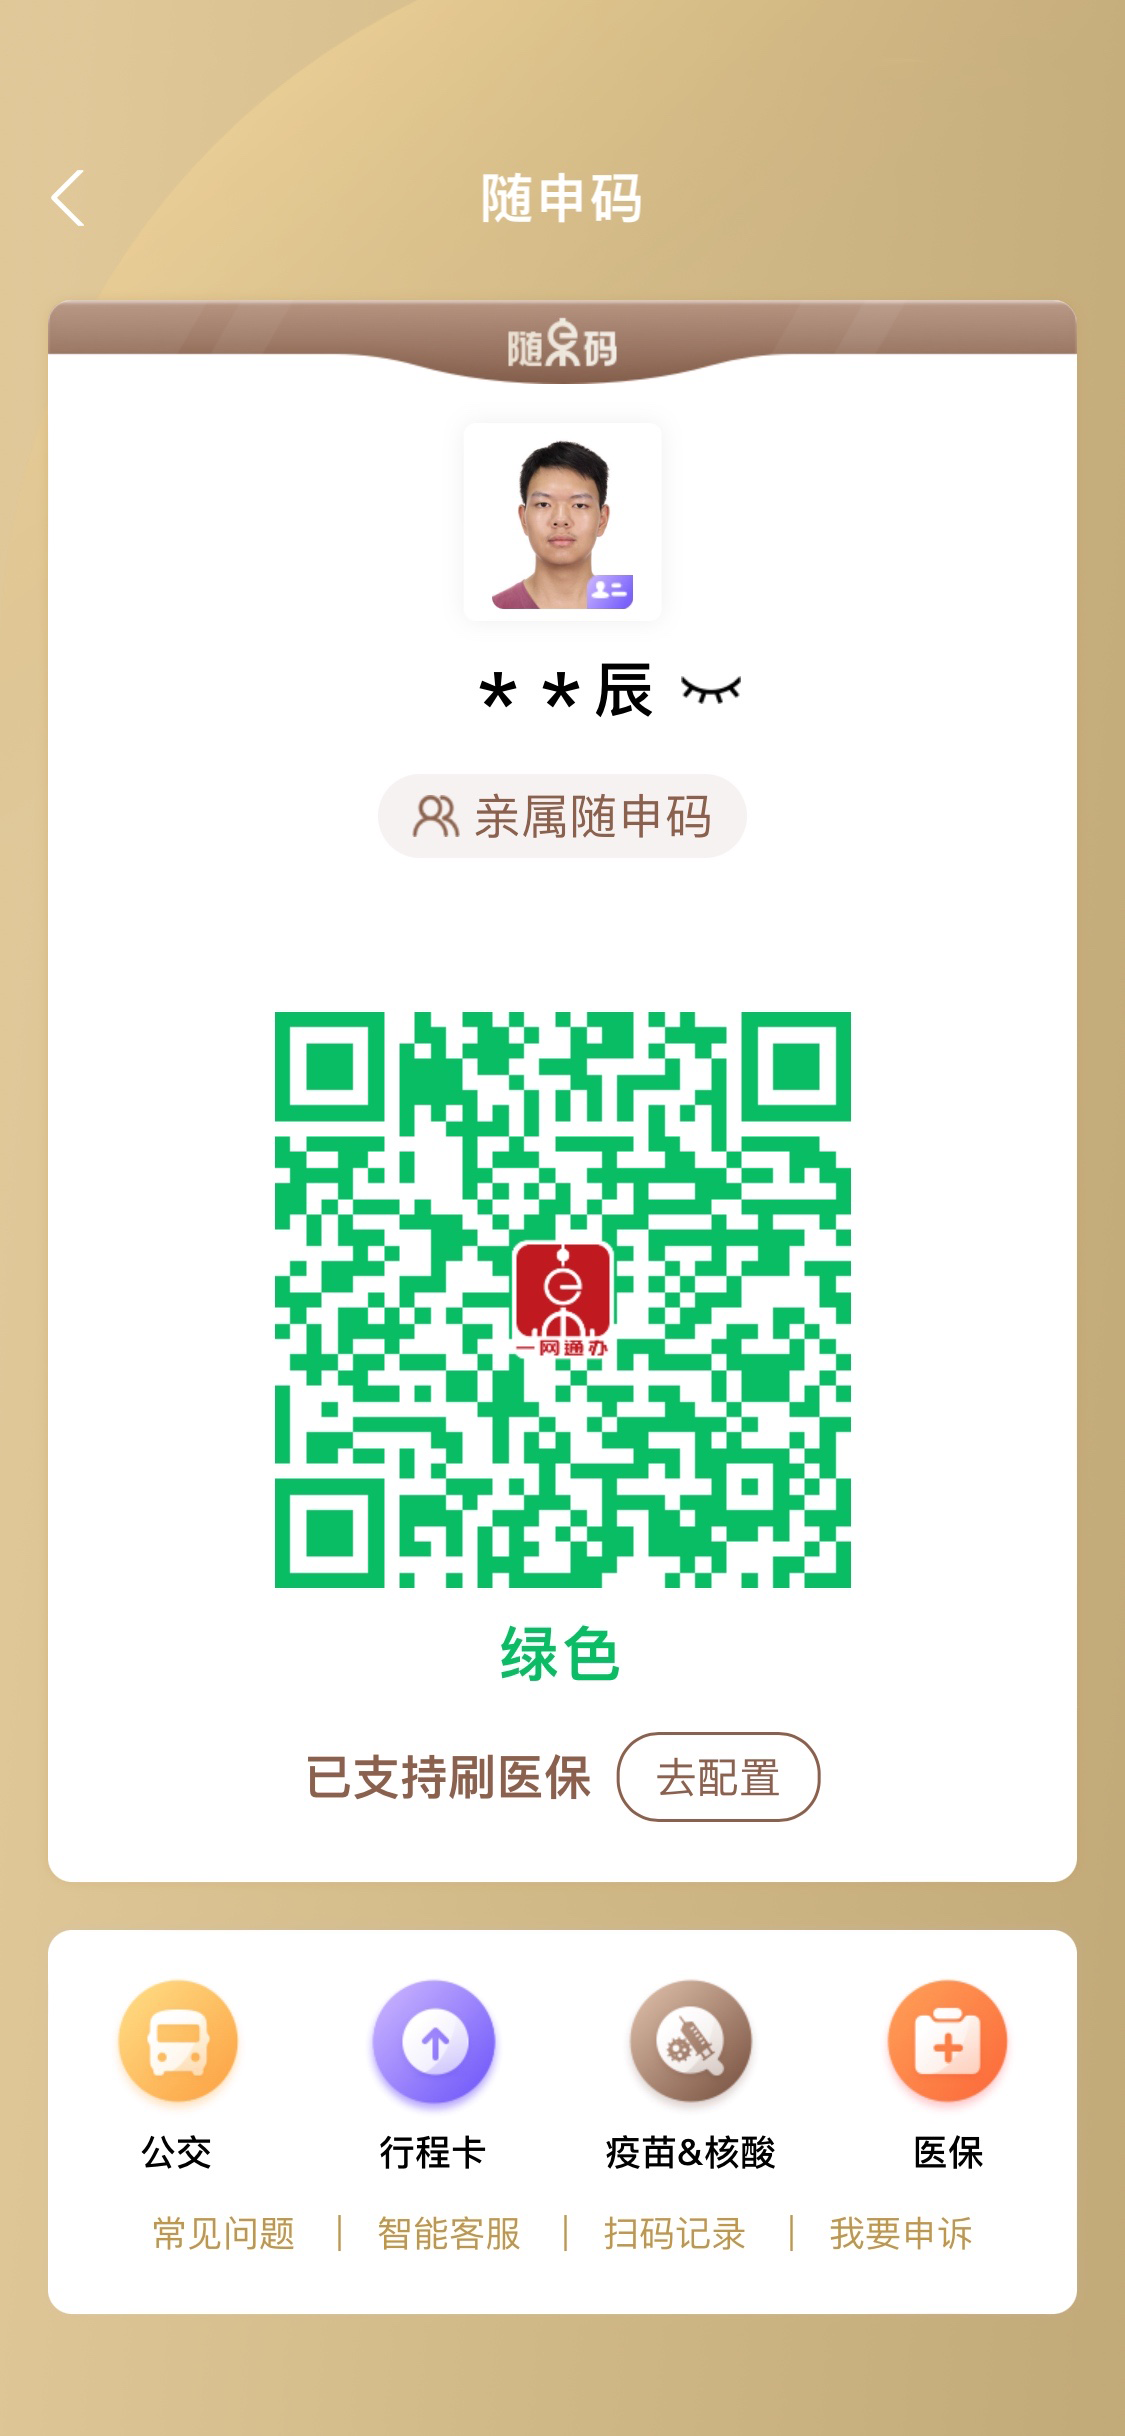 随申码
随申码
**辰
亲属随申码
一网通办
绿色
已支持刷医保 去配置
公交 行程卡 疫苗&核酸 医保
常见问题 | 智能客服 | 扫码记录 | 我要申诉